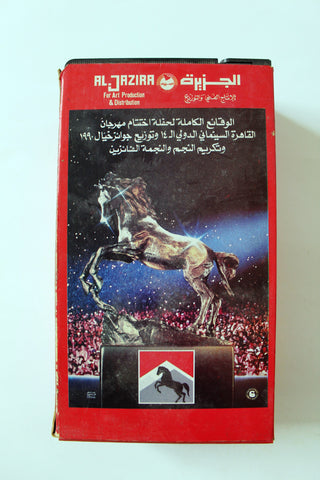 AL-JAZIRA الجزيرة
For Art Production
& Distribution
للإنتاج الفني والتوزيع
الوقائع الكاملة لحفلة اختتام مهرجان
القاهرة السينمائي الدولي الـ ١٤ وتوزيع جوائز خيال ١٩٩٠
وتكريم النجم والنجمة الفائزين